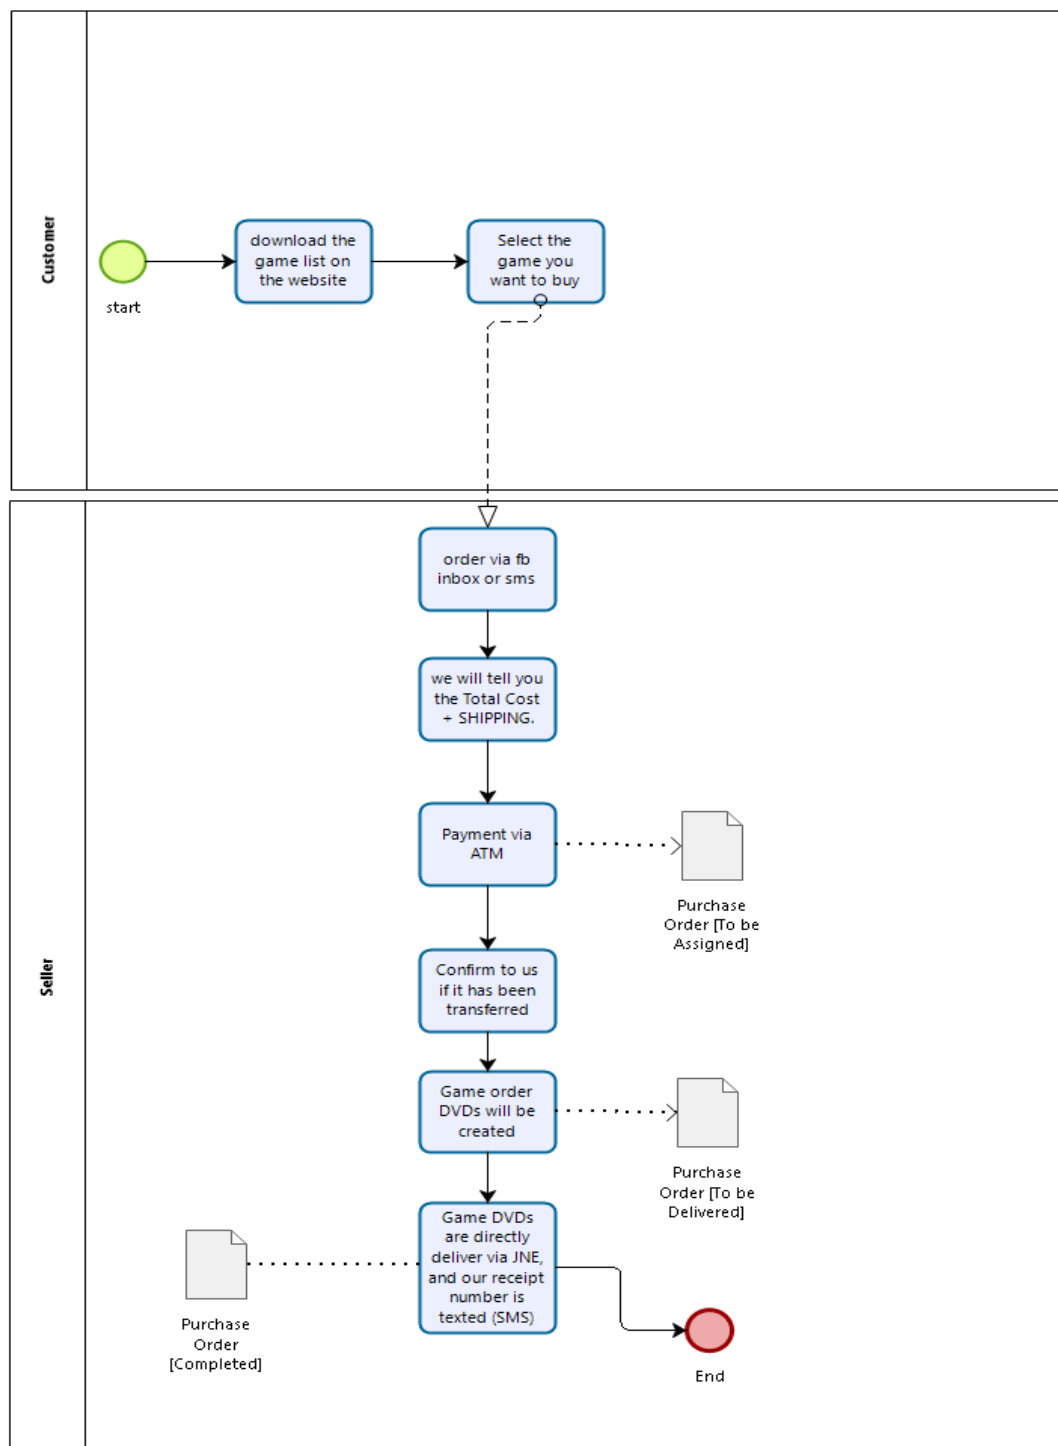 Customer
start
download the
game list on
the website
Select the
game you
want to buy
Seller
order via fb
inbox or sms
we will tell you
the Total Cost
+ SHIPPING.
Payment via
ATM
Purchase
Order [To be
Assigned]
Confirm to us
if it has been
transferred
Game order
DVDs will be
created
Purchase
Order [To be
Delivered]
Game DVDs
are directly
deliver via JNE,
and our receipt
number is
texted (SMS)
Purchase
Order
[Completed]
End